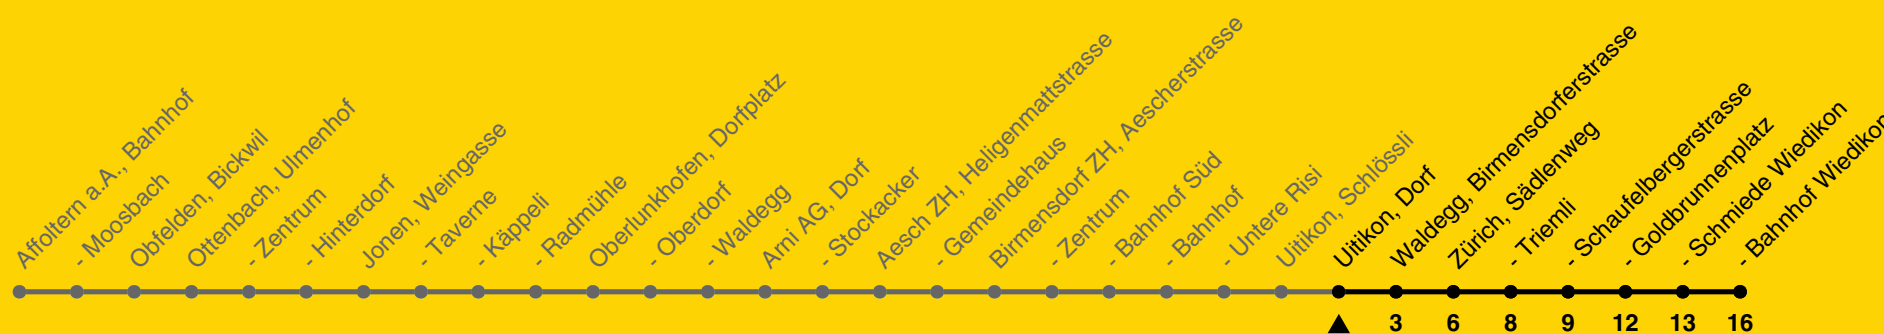 Affoltern a.A., Bahnhof
- Moosbach
Obfelden, Bickwil
Ottenbach, Ulmenhof
- Zentrum
- Hinterdorf
Jonen, Weingasse
- Taverne
- Käppeli
- Radmühle
Oberlunkhofen, Dorfplatz
- Oberdorf
- Waldegg
Arni AG, Dorf
- Stockacker
Aesch ZH, Heligenmattstrasse
- Gemeindehaus
Birmensdorf ZH, Aescherstrasse
- Zentrum
- Bahnhof Süd
- Bahnhof
- Untere Risi
Uitikon, Schlössli
Uitikon, Dorf
Waldegg, Birmensdorferstrasse
Zürich, Sädlenweg
- Triemli
- Schaufelbergerstrasse
- Goldbrunnenplatz
- Schmiede Wiedikon
- Bahnhof Wiedikon
3 6 8 9 12 13 16